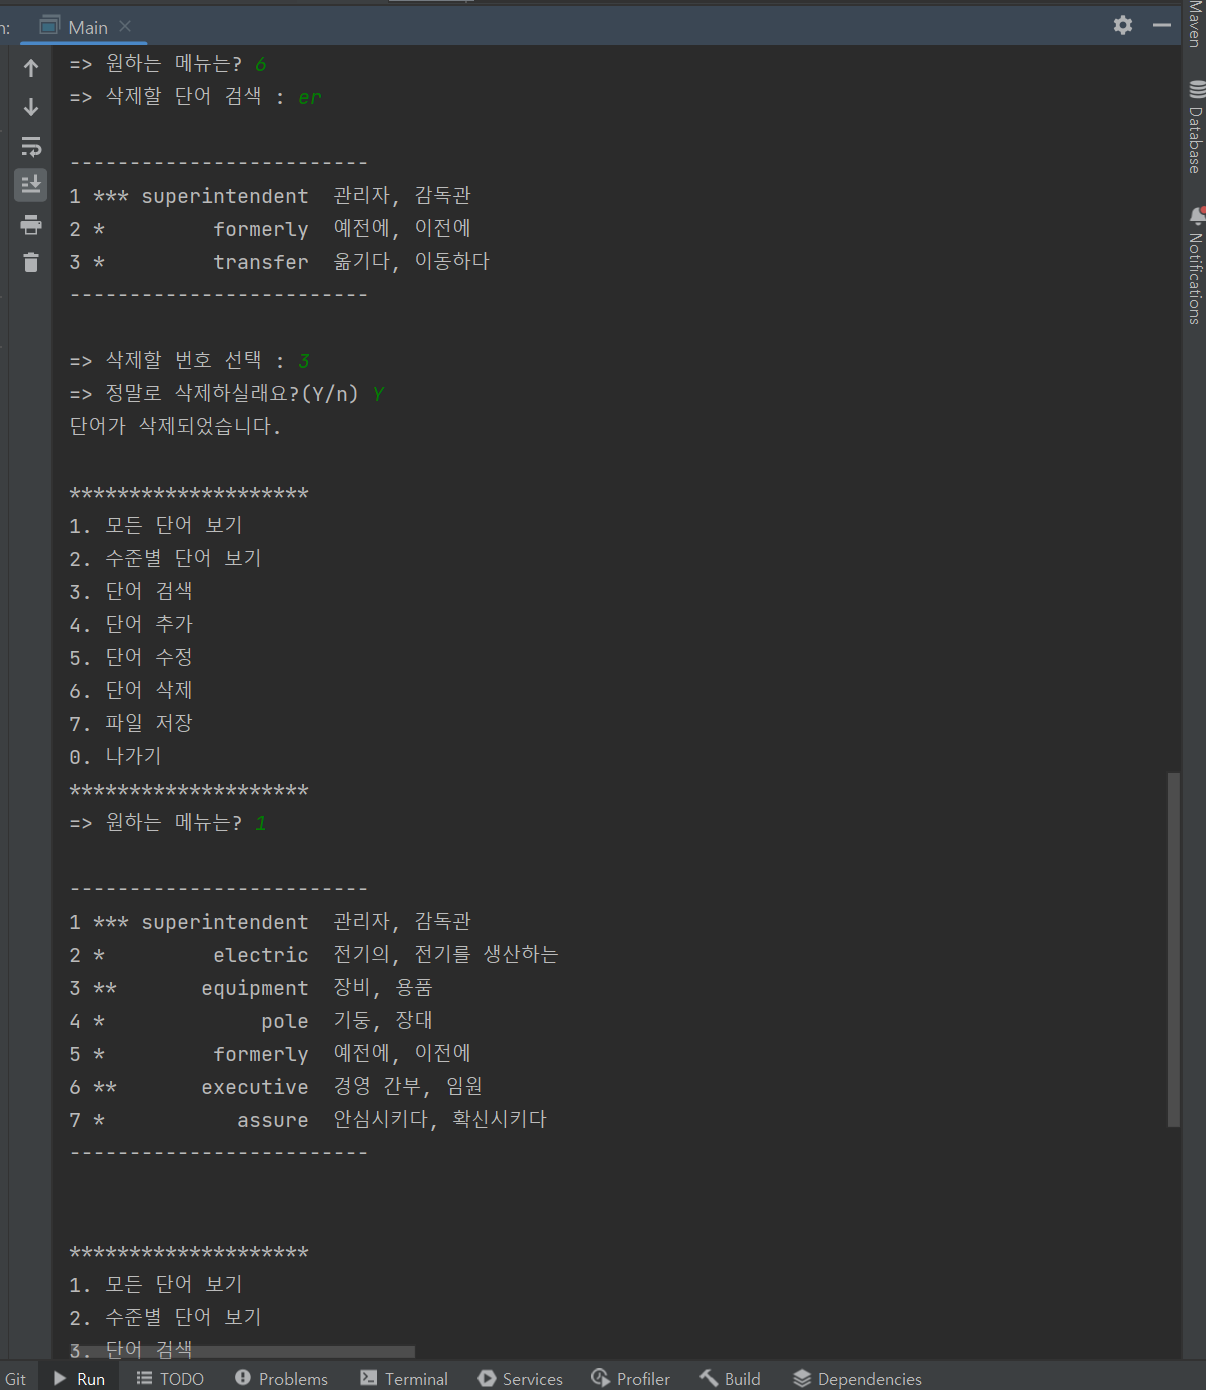 n: Main
=> 원하는 메뉴는? 6
=> 삭제할 단어 검색 : er
-------------------------
1 *** superintendent 관리자, 감독관
2 * formerly 예전에, 이전에
3 * transfer 옮기다, 이동하다
-------------------------
=> 삭제할 번호 선택 : 3
=> 정말로 삭제하실래요?(Y/n) Y
단어가 삭제되었습니다.
********************
1. 모든 단어 보기
2. 수준별 단어 보기
3. 단어 검색
4. 단어 추가
5. 단어 수정
6. 단어 삭제
7. 파일 저장
0. 나가기
********************
=> 원하는 메뉴는? 1
-------------------------
1 *** superintendent 관리자, 감독관
2 * electric 전기의, 전기를 생산하는
3 ** equipment 장비, 용품
4 * pole 기둥, 장대
5 * formerly 예전에, 이전에
6 ** executive 경영 간부, 임원
7 * assure 안심시키다, 확신시키다
-------------------------
********************
1. 모든 단어 보기
2. 수준별 단어 보기
3. 단어 검색
Git Run TODO Problems Terminal Services Profiler Build Dependencies
Maven
Database
Notifications